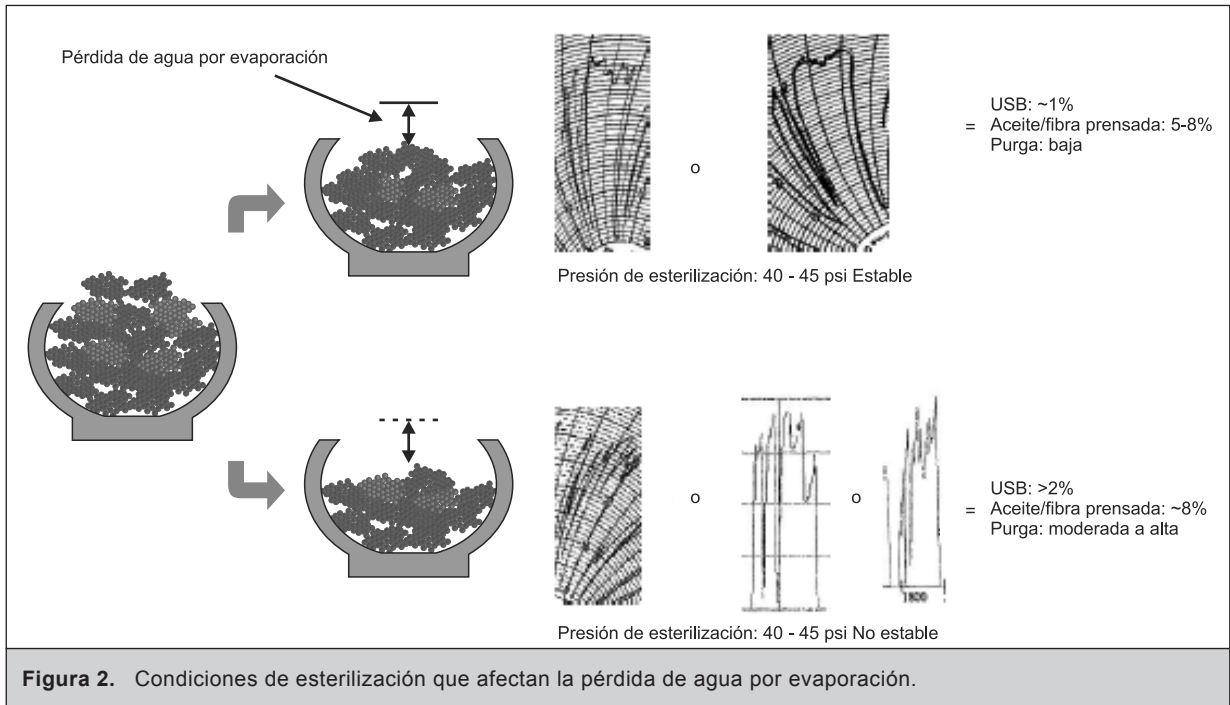 Pérdida de agua por evaporación
o
USB: ~1%
= Aceite/fibra prensada: 5-8%
Purga: baja
Presión de esterilización: 40 - 45 psi Estable
o
o
1800
USB: >2%
= Aceite/fibra prensada: ~8%
Purga: moderada a alta
Presión de esterilización: 40 - 45 psi No estable
Figura 2. Condiciones de esterilización que afectan la pérdida de agua por evaporación.